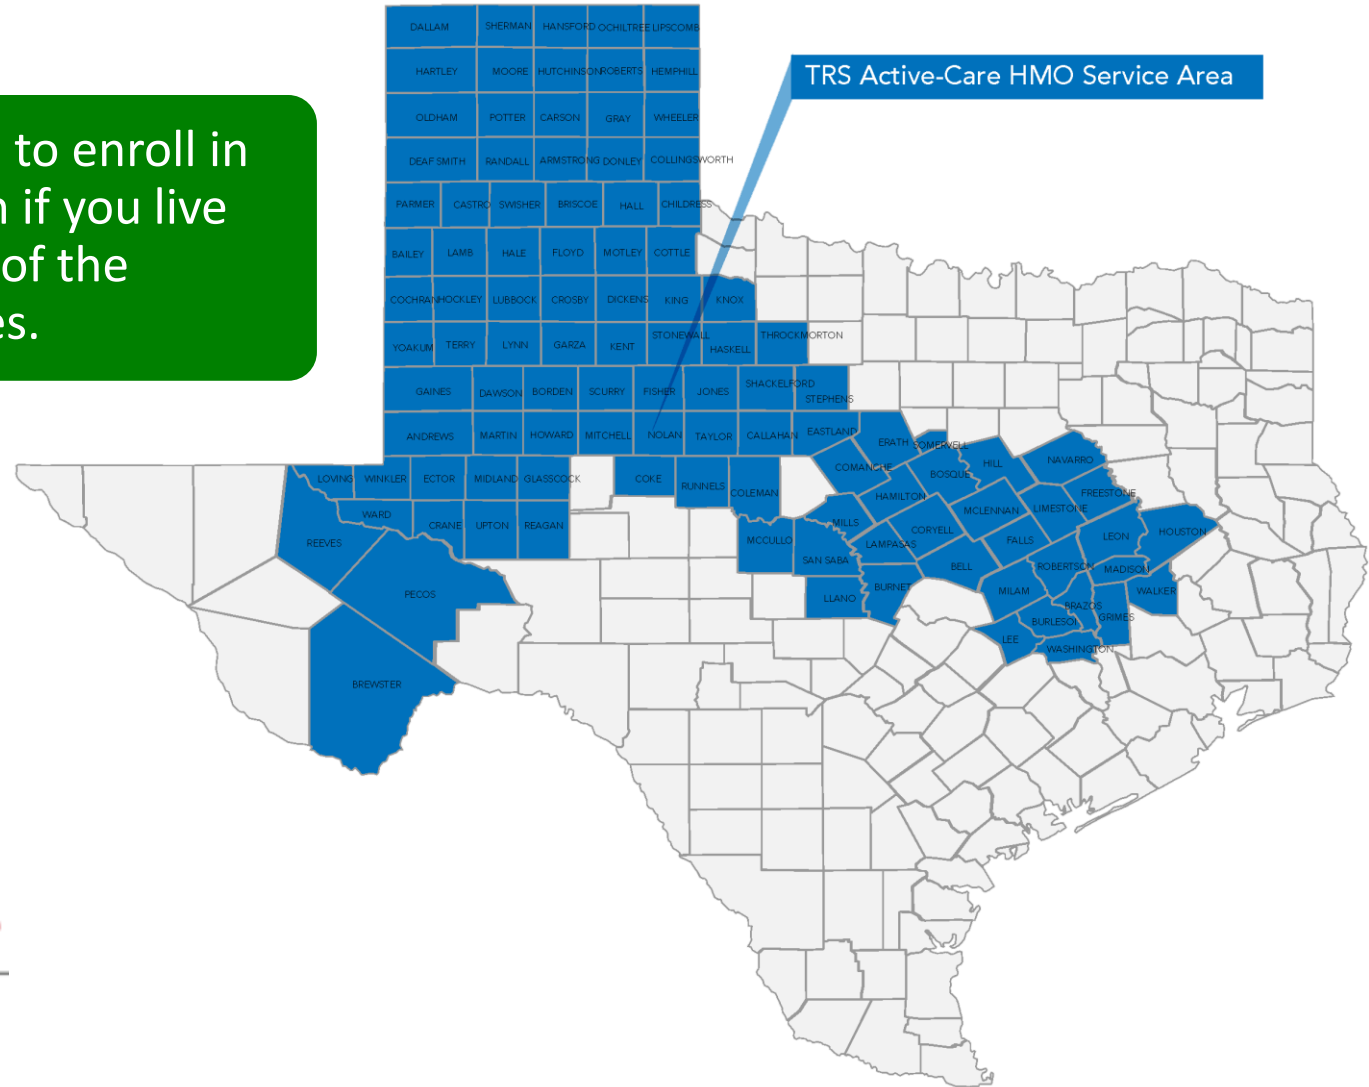 to enroll in
if you live
of the
es.
TRS Active-Care HMO Service Area
DALLAM SHERMAN HANSFORD OCHILTREE LIPSCOMB
HARTLEY MOORE HUTCHINSON ROBERTS HEMPHILL
OLDHAM POTTER CARSON GRAY WHEELER
DEAF SMITH RANDALL ARMSTRONG DONLEY COLLINGSWORTH
PARMER CASTRO SWISHER BRISCOE HALL CHILDRESS
BAILEY LAMB HALE FLOYD MOTLEY COTTLE
COCHRAN HOCKLEY LUBBOCK CROSBY DICKENS KING KNOX
YOAKUM TERRY LYNN GARZA KENT STONEWALL HASKELL THROCKMORTON
GAINES DAWSON BORDEN SCURRY FISHER JONES SHACKELFORD STEPHENS
ANDREWS MARTIN HOWARD MITCHELL NOLAN TAYLOR CALLAHAN EASTLAND ERATH SOMERVELL
LOVING WINKLER ECTOR MIDLAND GLASSCOCK COKE RUNNELS COLEMAN COMANCHE BOSQUE HILL NAVARRO
WARD CRANE UPTON REAGAN HAMILTON MCLENNAN LIMESTONE FREESTONE
REEVES MCCULLO MILLS CORYELL FALLS LEON HOUSTON
SAN SABA LAMPASAS BELL ROBERTSON MADISON
PECOS LLANO BURNET MILAM BRAZOS WALKER
LEE BURLESO GRIMES
WASHINGTON
BREWSTER